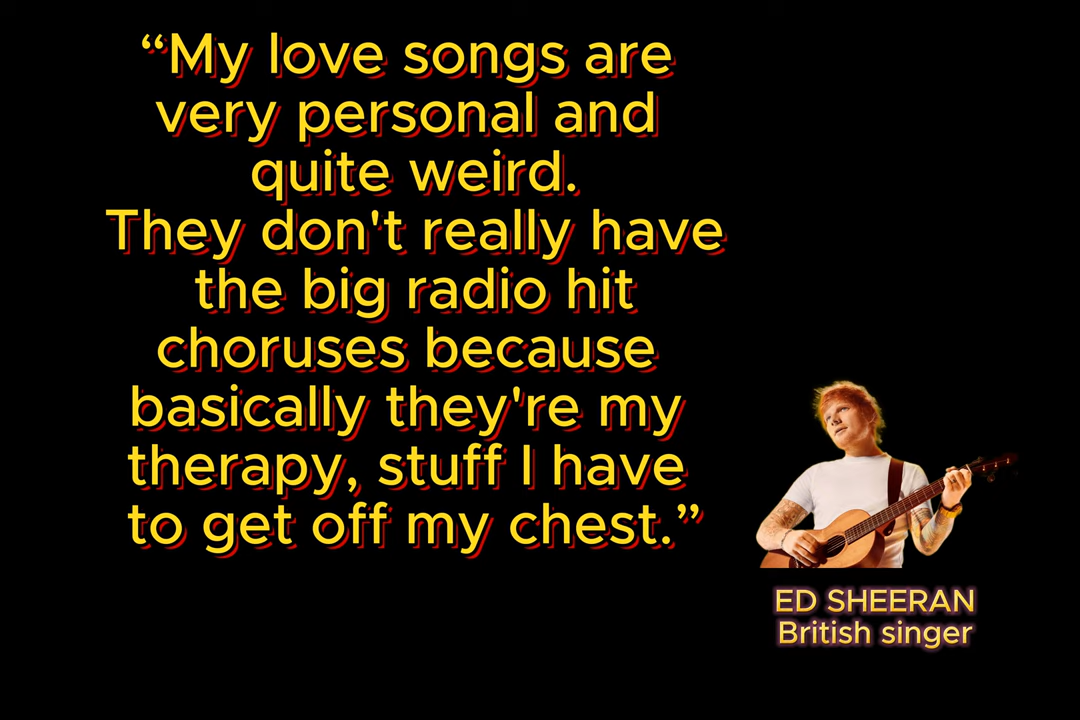 “My love songs are
very personal and
quite weird.
They don't really have
the big radio hit
choruses because
basically they're my
therapy, stuff I have
to get off my chest.”
ED SHEERAN
British singer